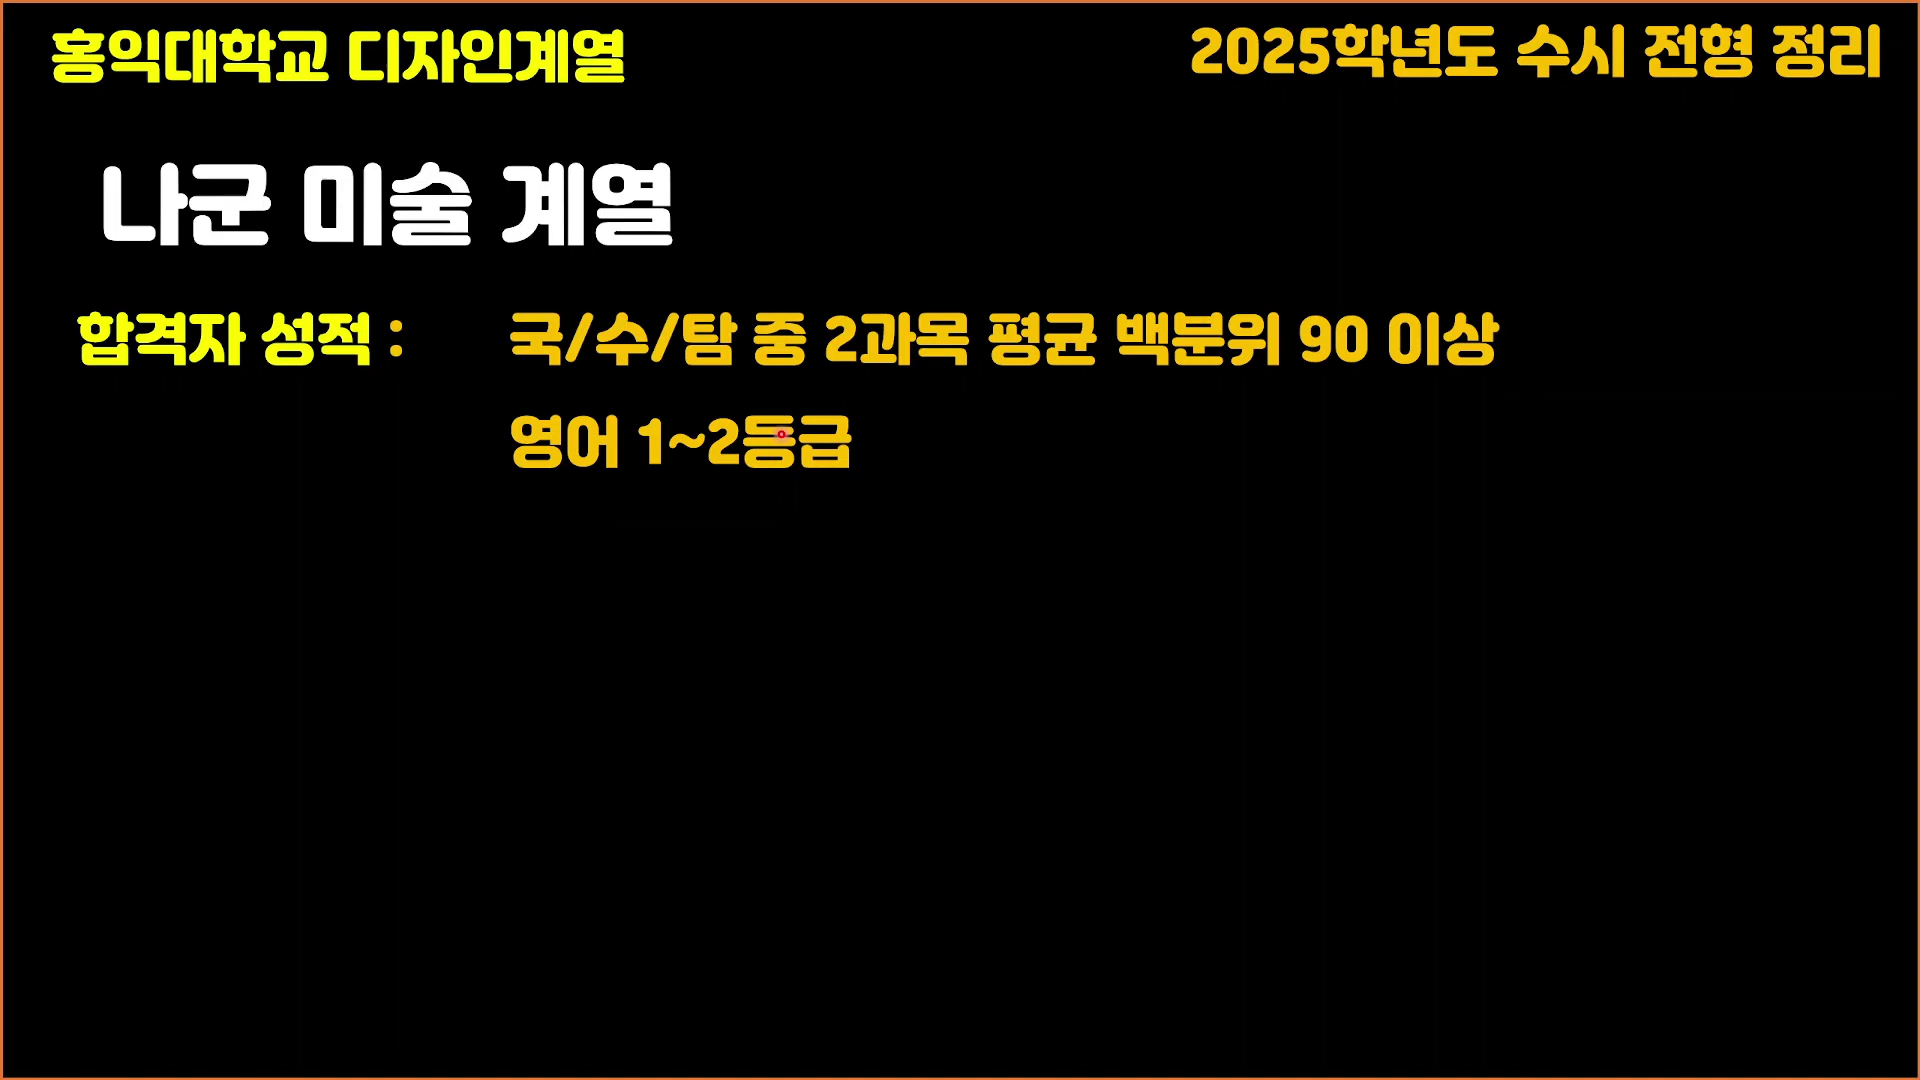 홍익대학교 디자인계열
2025학년도 수시 전형 정리
나군 미술 계열
합격자 성적 : 국/수/탐 중 2과목 평균 백분위 90 이상
영어 1~2등급